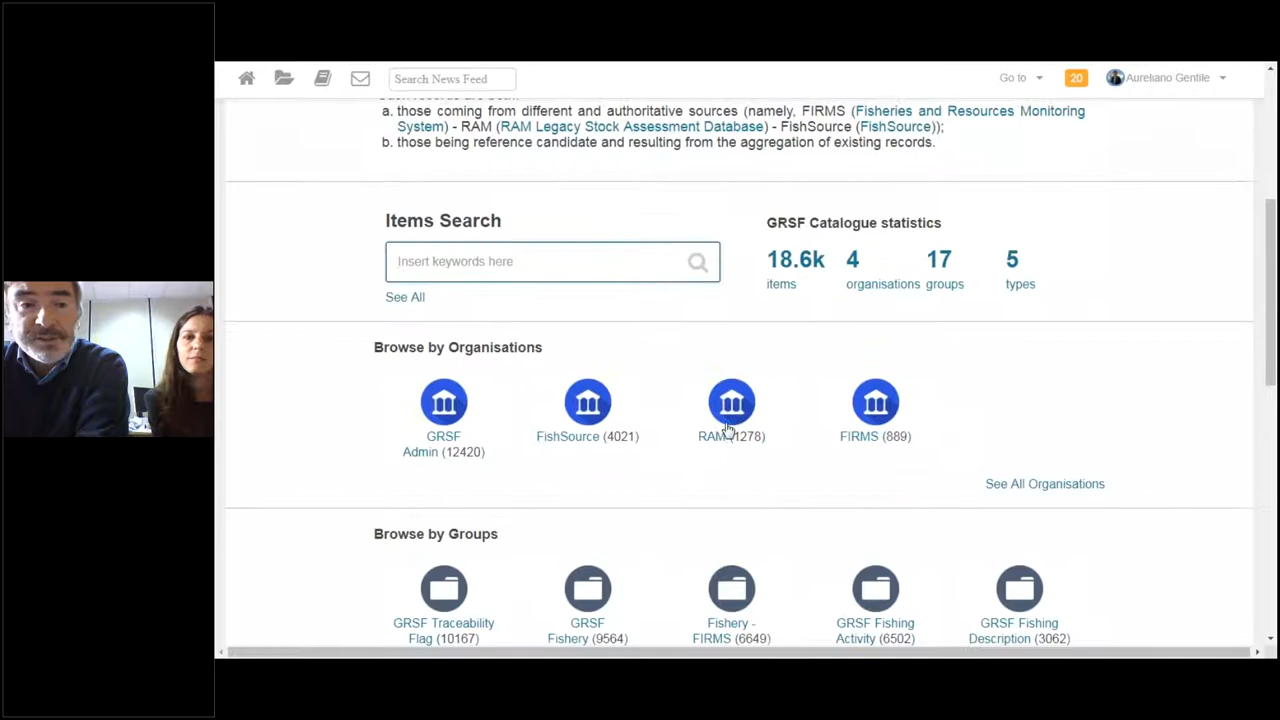 Search News Feed
Go to
20
Aureliano Gentile
a. those coming from different and authoritative sources (namely, FIRMS (Fisheries and Resources Monitoring
System) - RAM (RAM Legacy Stock Assessment Database) - FishSource (FishSource));
b. those being reference candidate and resulting from the aggregation of existing records.
Items Search
Insert keywords here
See All
GRSF Catalogue statistics
18.6k 4 17 5
items organisations groups types
Browse by Organisations
GRSF
Admin (12420)
FishSource (4021)
RAM (1278)
FIRMS (889)
See All Organisations
Browse by Groups
GRSF Traceability
Flag (10167)
GRSF
Fishery (9564)
Fishery -
FIRMS (6649)
GRSF Fishing
Activity (6502)
GRSF Fishing
Description (3062)